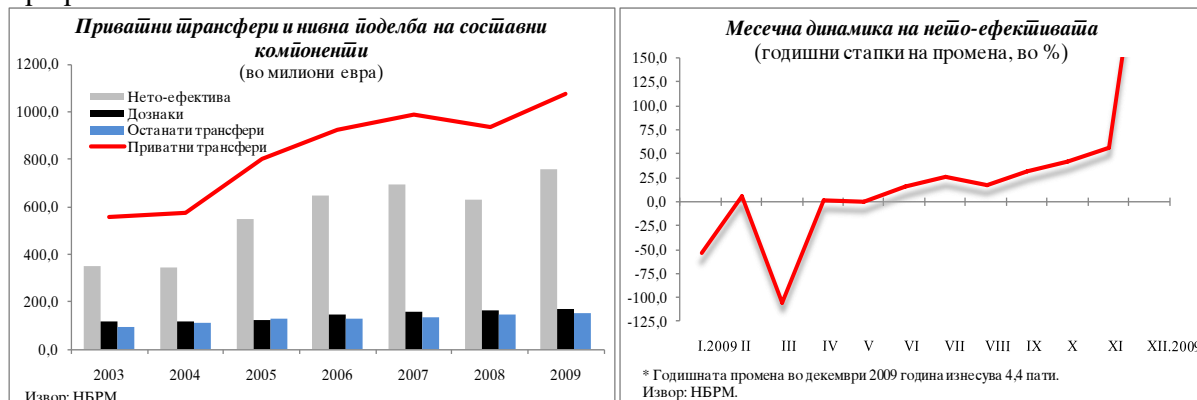 Приватни трансфери и нивна поделба на составни
компоненти
(во милиони евра)
1200,0
1000,0
800,0
600,0
400,0
200,0
0,0
Нето-ефектива
Дознаки
Останати трансфери
Приватни трансфери
2003 2004 2005 2006 2007 2008 2009
Извор: НБРМ.
Месечна динамика на нето-ефективата
(годишни стапки на промена, во %)
150,0
125,0
100,0
75,0
50,0
25,0
0,0
-25,0
-50,0
-75,0
-100,0
-125,0
I.2009 II III IV V VI VII VIII IX X XI XII.2009
* Годишната промена во декември 2009 година изнесува 4,4 пати.
Извор: НБРМ.